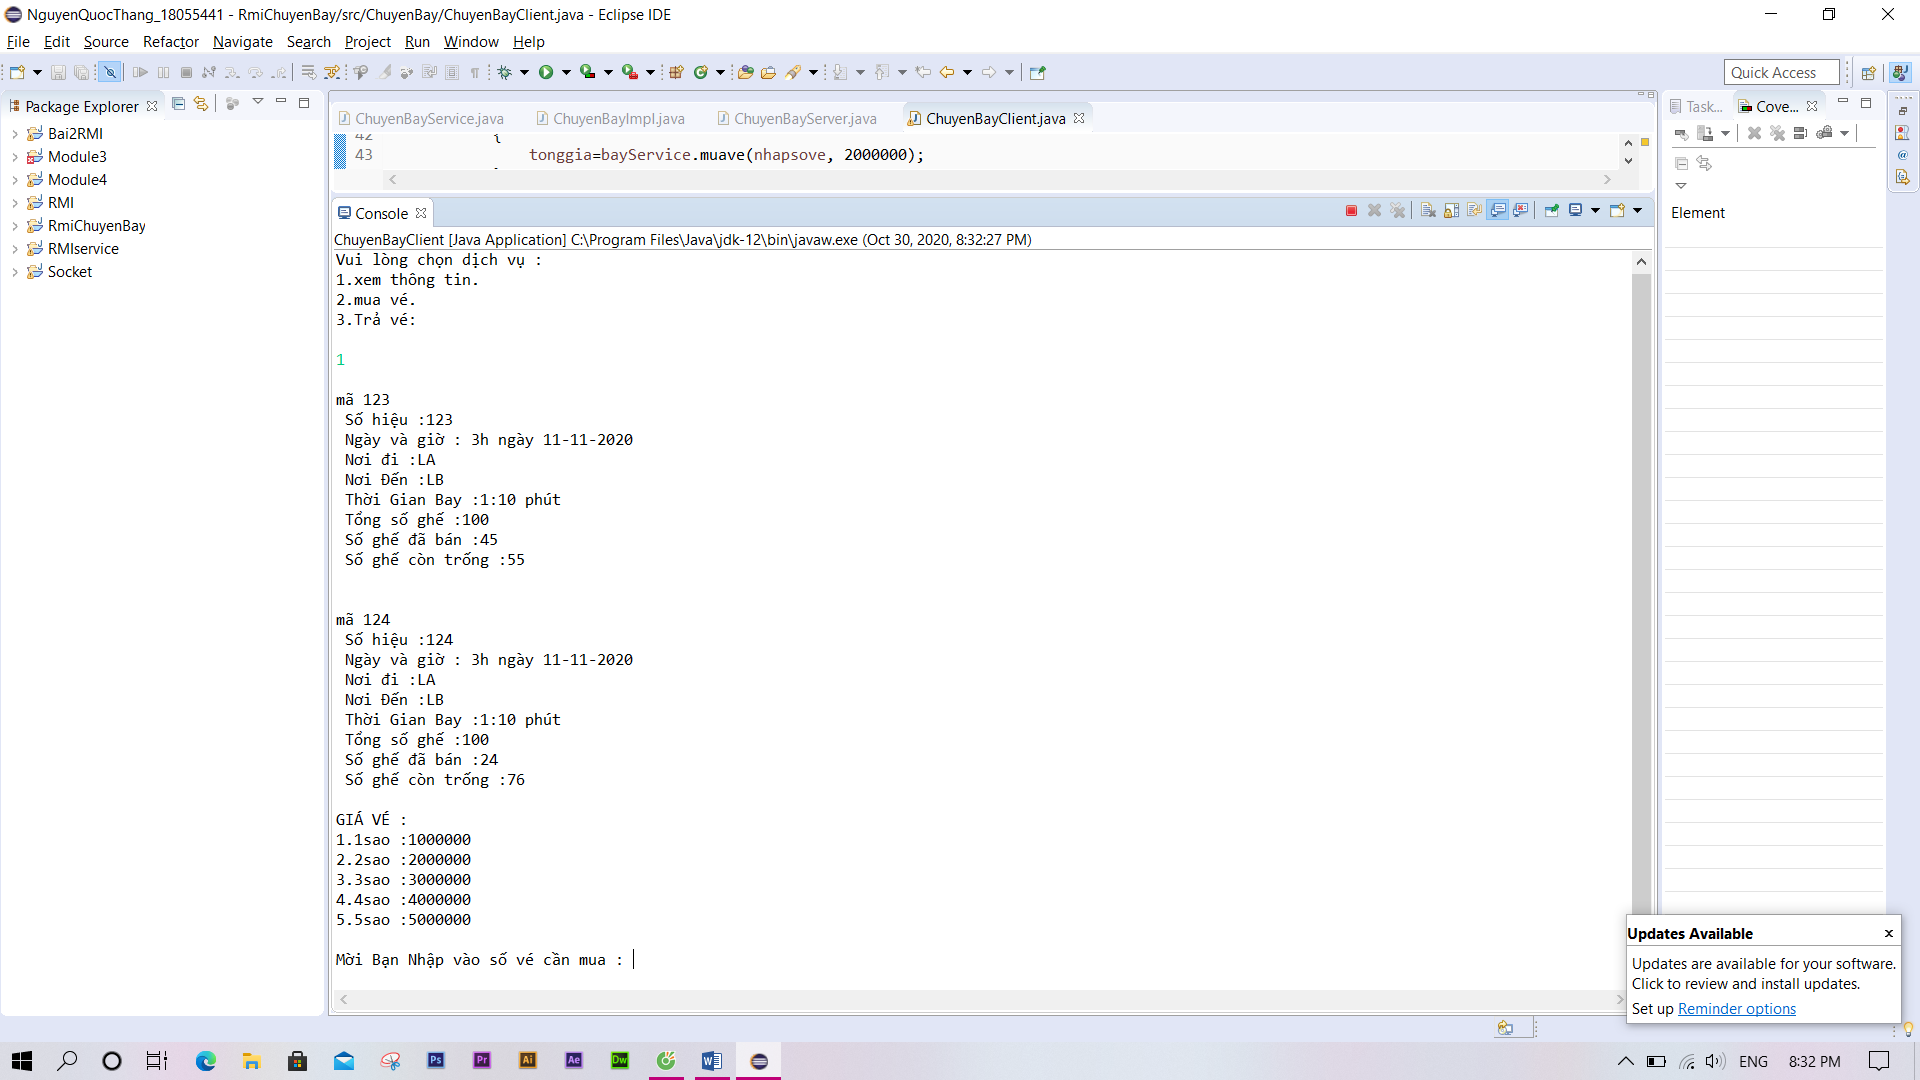 NguyenQuocThang_18055441 - RmiChuyenBay/src/ChuyenBay/ChuyenBayClient.java - Eclipse IDE
File Edit Source Refactor Navigate Search Project Run Window Help
Quick Access
Package Explorer
Bai2RMI
Module3
Module4
RMI
RmiChuyenBay
RMIservice
Socket
ChuyenBayService.java ChuyenBayImpl.java ChuyenBayServer.java ChuyenBayClient.java
42 {
43 tonggia=bayService.muave(nhapsove, 2000000);
Console
ChuyenBayClient [Java Application] C:\Program Files\Java\jdk-12\bin\javaw.exe (Oct 30, 2020, 8:32:27 PM)
Vui lòng chọn dịch vụ :
1.xem thông tin.
2.mua vé.
3.Trả vé:
1
mã 123
Số hiệu :123
Ngày và giờ : 3h ngày 11-11-2020
Nơi đi :LA
Nơi Đến :LB
Thời Gian Bay :1:10 phút
Tổng số ghế :100
Số ghế đã bán :45
Số ghế còn trống :55
mã 124
Số hiệu :124
Ngày và giờ : 3h ngày 11-11-2020
Nơi đi :LA
Nơi Đến :LB
Thời Gian Bay :1:10 phút
Tổng số ghế :100
Số ghế đã bán :24
Số ghế còn trống :76
GIÁ VÉ :
1.1sao :1000000
2.2sao :2000000
3.3sao :3000000
4.4sao :4000000
5.5sao :5000000
Mời Bạn Nhập vào số vé cần mua :
Task... Cove...
Element
Updates Available
Updates are available for your software.
Click to review and install updates.
Set up Reminder options
Ps Pr Ai Ae Dw
ENG 8:32 PM